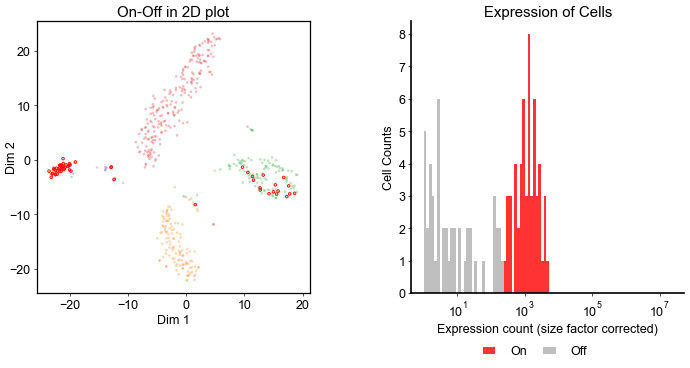 On-Off in 2D plot
Dim 2
20
10
0
−10
−20
−20 −10 0 10 20
Dim 1
Expression of Cells
Cell Counts
8
7
6
5
4
3
2
1
0
10^1 10^3 10^5 10^7
Expression count (size factor corrected)
On Off